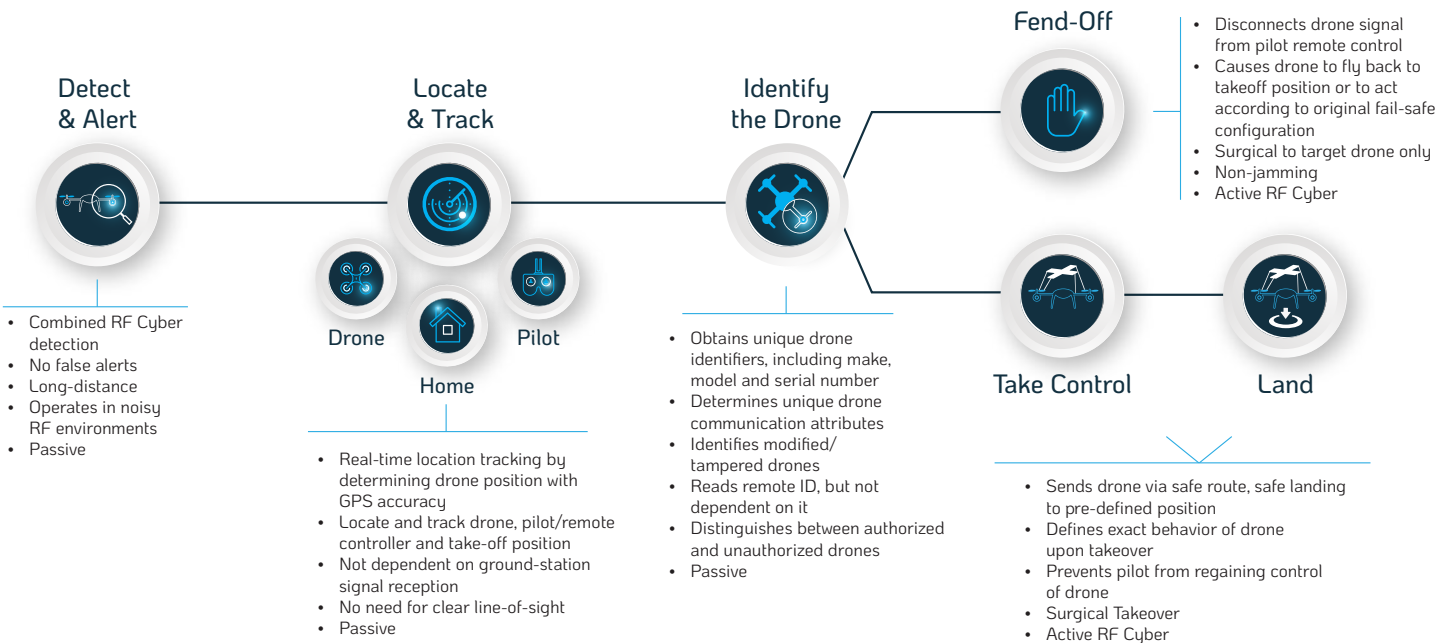 Detect
& Alert
• Combined RF Cyber
detection
• No false alerts
• Long-distance
• Operates in noisy
RF environments
• Passive
Locate
& Track
Drone
Home
Pilot
• Real-time location tracking by
determining drone position with
GPS accuracy
• Locate and track drone, pilot/remote
controller and take-off position
• Not dependent on ground-station
signal reception
• No need for clear line-of-sight
• Passive
Identify
the Drone
• Obtains unique drone
identifiers, including make,
model and serial number
• Determines unique drone
communication attributes
• Identifies modified/
tampered drones
• Reads remote ID, but not
dependent on it
• Distinguishes between authorized
and unauthorized drones
• Passive
Fend-Off
• Disconnects drone signal
from pilot remote control
• Causes drone to fly back to
takeoff position or to act
according to original fail-safe
configuration
• Surgical to target drone only
• Non-jamming
• Active RF Cyber
Take Control
Land
• Sends drone via safe route, safe landing
to pre-defined position
• Defines exact behavior of drone
upon takeover
• Prevents pilot from regaining control
of drone
• Surgical Takeover
• Active RF Cyber